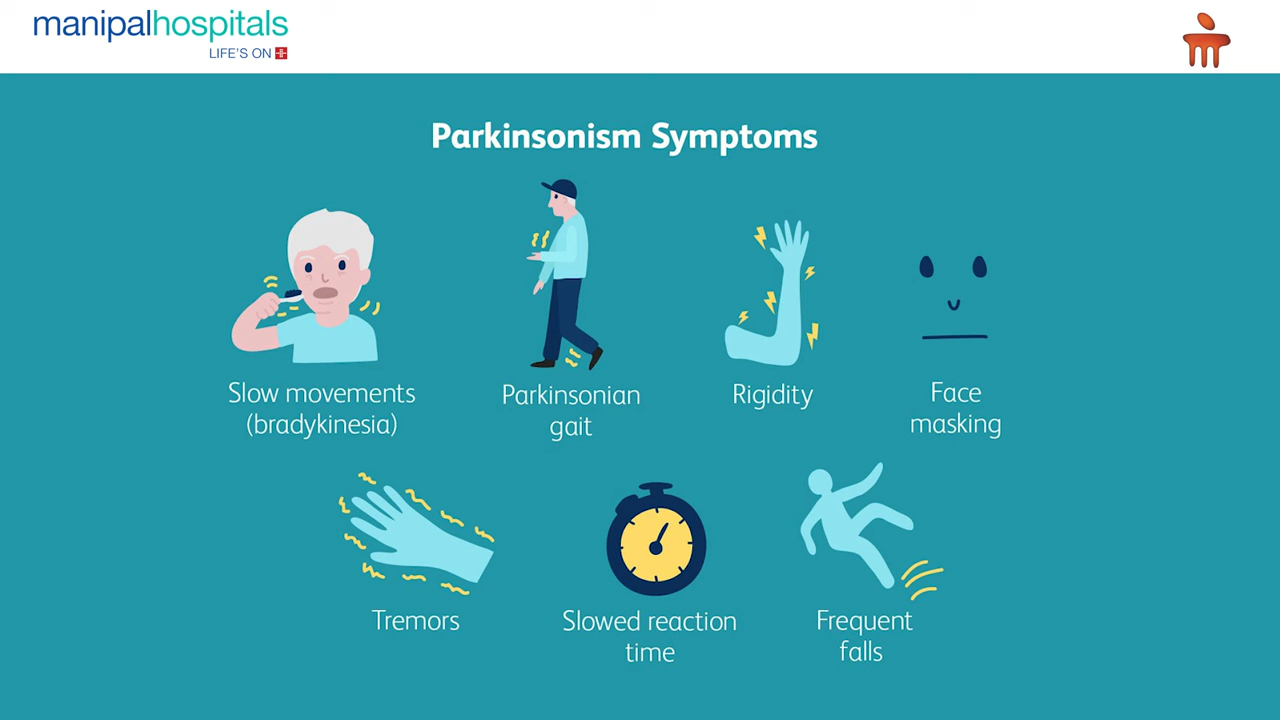 manipalhospitals
LIFE'S ON
Parkinsonism Symptoms
Slow movements
(bradykinesia)
Parkinsonian
gait
Rigidity
Face
masking
Tremors
Slowed reaction
time
Frequent
falls